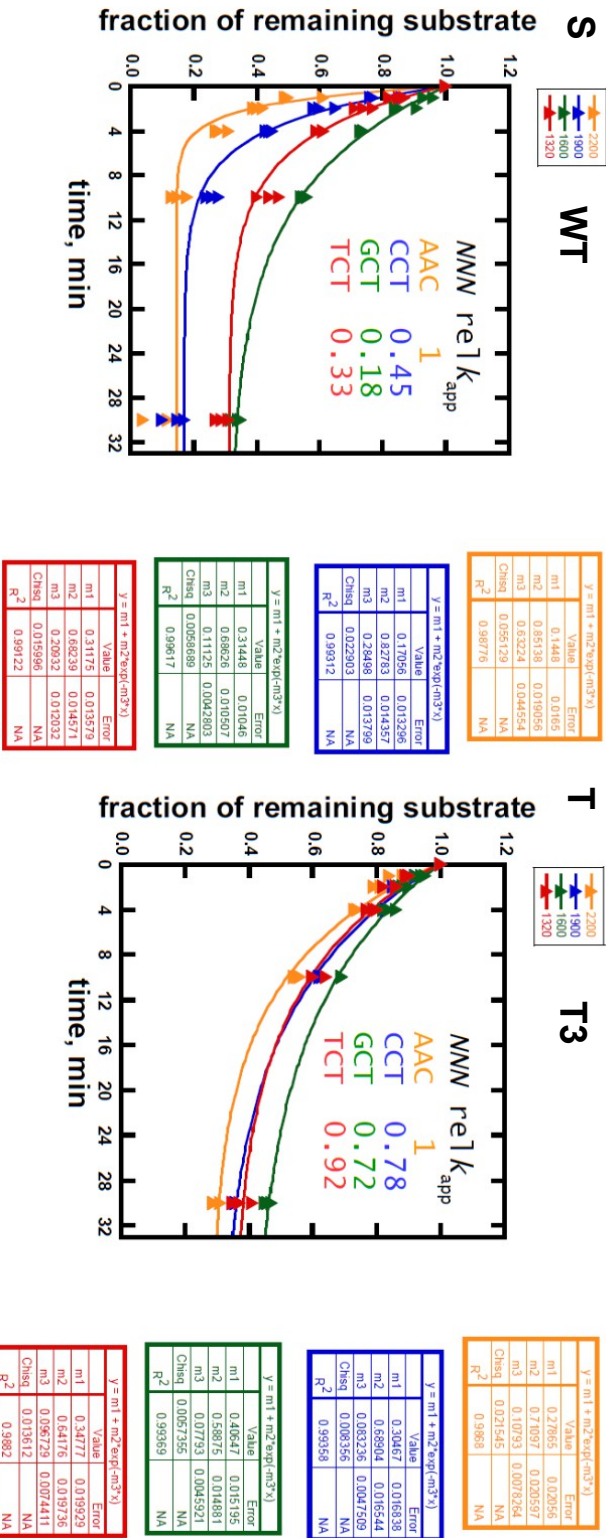 S
WT
2200
1900
1600
1320
fraction of remaining substrate
1.2
1.0
0.8
0.6
0.4
0.2
0.0
0 4 8 12 16 20 24 28 32
time, min
NNN relk app
AAC 1
CCT 0.45
GCT 0.18
TCT 0.33
y = m1 + m2*exp(-m3*x)
Value Error
m1 0.1448 0.0165
m2 0.85138 0.019056
m3 0.63224 0.044554
Chisq 0.055129 NA
R2 0.98776 NA
y = m1 + m2*exp(-m3*x)
Value Error
m1 0.17056 0.013296
m2 0.82783 0.014357
m3 0.28498 0.013799
Chisq 0.022903 NA
R2 0.99312 NA
y = m1 + m2*exp(-m3*x)
Value Error
m1 0.31448 0.01046
m2 0.68626 0.010507
m3 0.11125 0.0042803
Chisq 0.0058689 NA
R2 0.99617 NA
y = m1 + m2*exp(-m3*x)
Value Error
m1 0.31175 0.013579
m2 0.68239 0.014571
m3 0.20932 0.012032
Chisq 0.015996 NA
R2 0.99122 NA
T
T3
2200
1900
1600
1320
fraction of remaining substrate
1.2
1.0
0.8
0.6
0.4
0.2
0.0
0 4 8 12 16 20 24 28 32
time, min
NNN relk app
AAC 1
CCT 0.78
GCT 0.72
TCT 0.92
y = m1 + m2*exp(-m3*x)
Value Error
m1 0.27865 0.02056
m2 0.71097 0.020597
m3 0.10793 0.0078264
Chisq 0.021545 NA
R2 0.9868 NA
y = m1 + m2*exp(-m3*x)
Value Error
m1 0.30467 0.016838
m2 0.68904 0.016544
m3 0.083236 0.0047509
Chisq 0.008356 NA
R2 0.99358 NA
y = m1 + m2*exp(-m3*x)
Value Error
m1 0.40647 0.015195
m2 0.58875 0.014881
m3 0.07793 0.0045921
Chisq 0.0057355 NA
R2 0.99369 NA
y = m1 + m2*exp(-m3*x)
Value Error
m1 0.34777 0.019929
m2 0.64176 0.019736
m3 0.096729 0.0074411
Chisq 0.013612 NA
R2 0.9882 NA